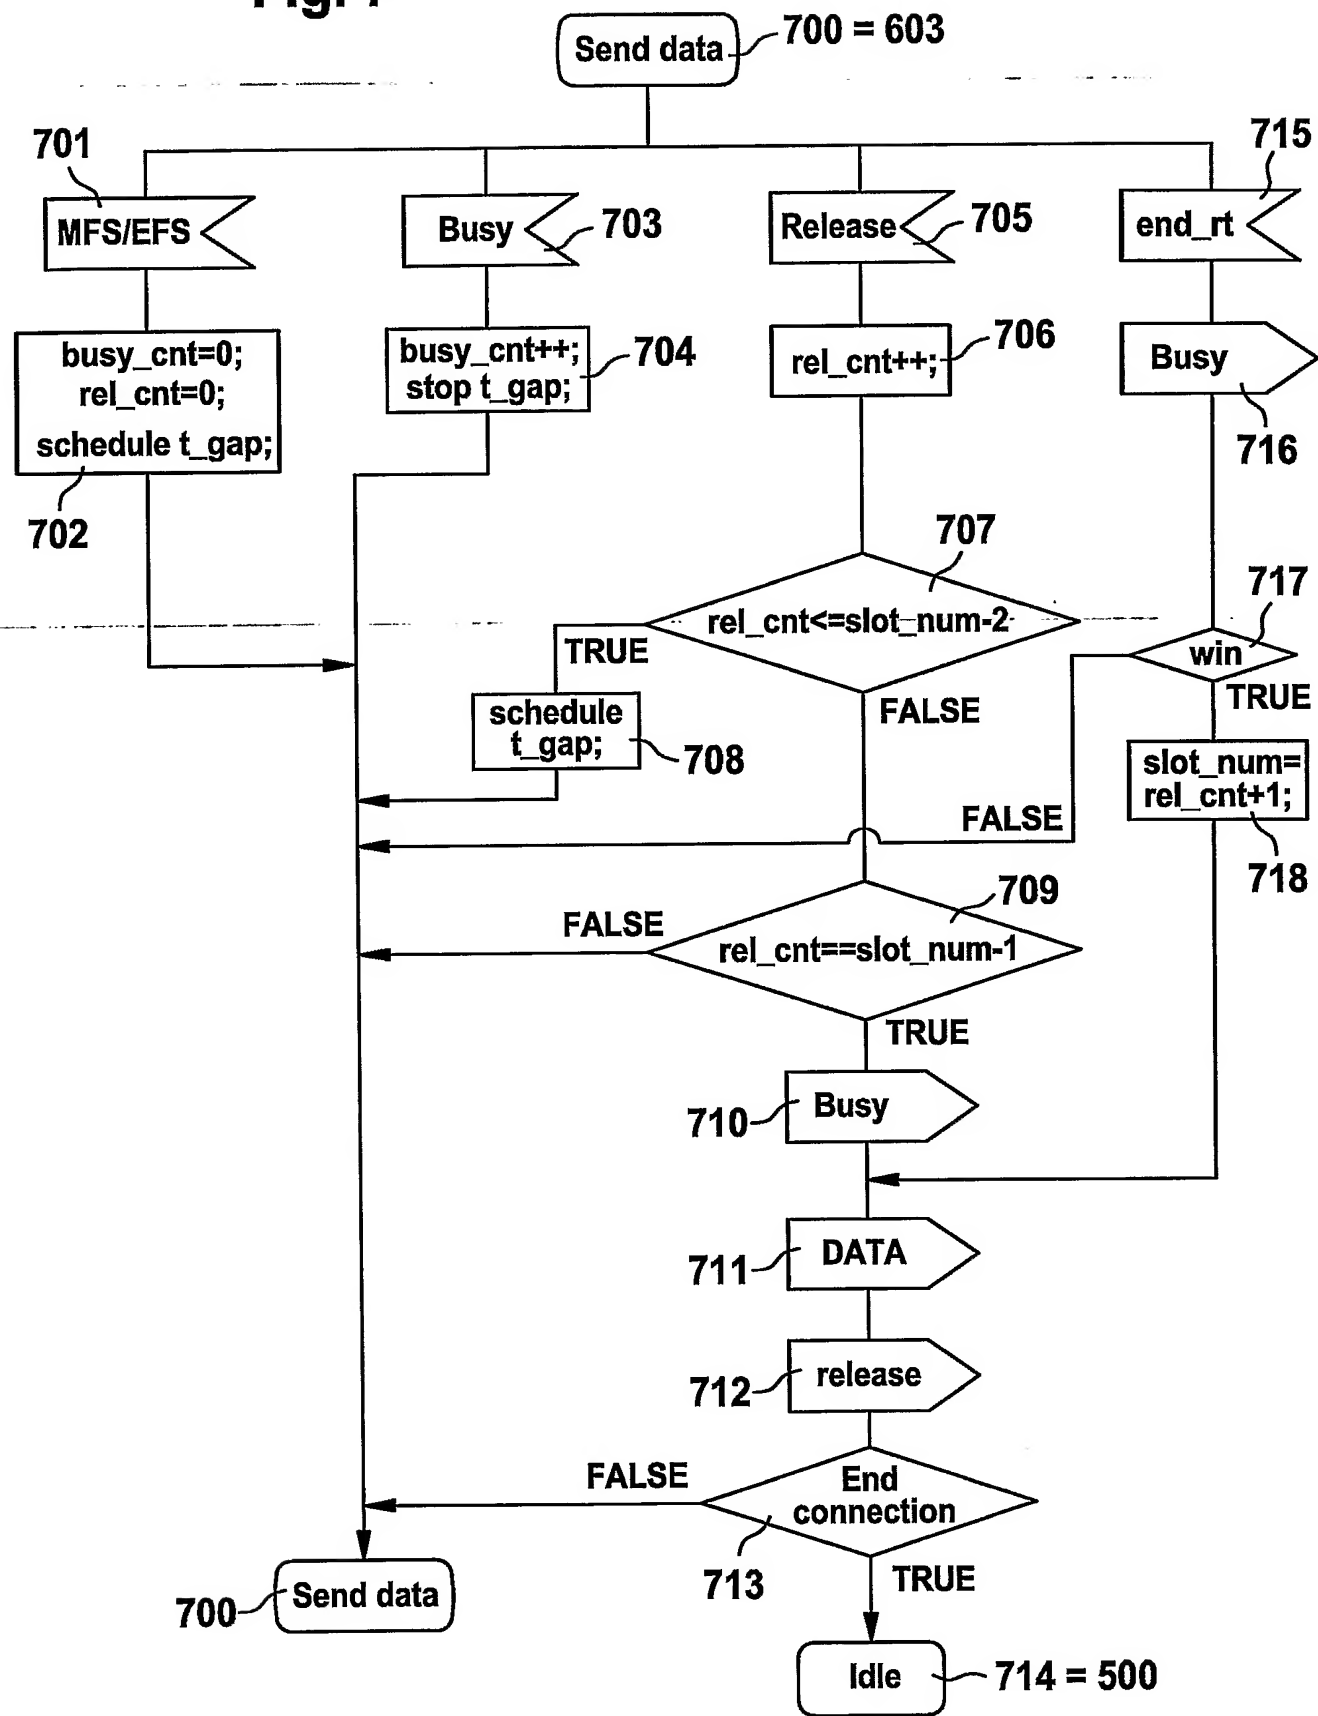 Send data
700 = 603
701
715
MFS/EFS
Busy
703
Release
705
end_rt
busy_cnt=0;
rel_cnt=0;
schedule t_gap;
702
busy_cnt++;
stop t_gap;
704
rel_cnt++;
706
Busy
716
707
rel_cnt<=slot_num-2
717
win
TRUE
FALSE
TRUE
schedule
t_gap;
708
slot_num=
rel_cnt+1;
718
FALSE
709
FALSE
rel_cnt==slot_num-1
TRUE
710
Busy
711
DATA
712
release
FALSE
End
connection
713
TRUE
700
Send data
Idle
714 = 500